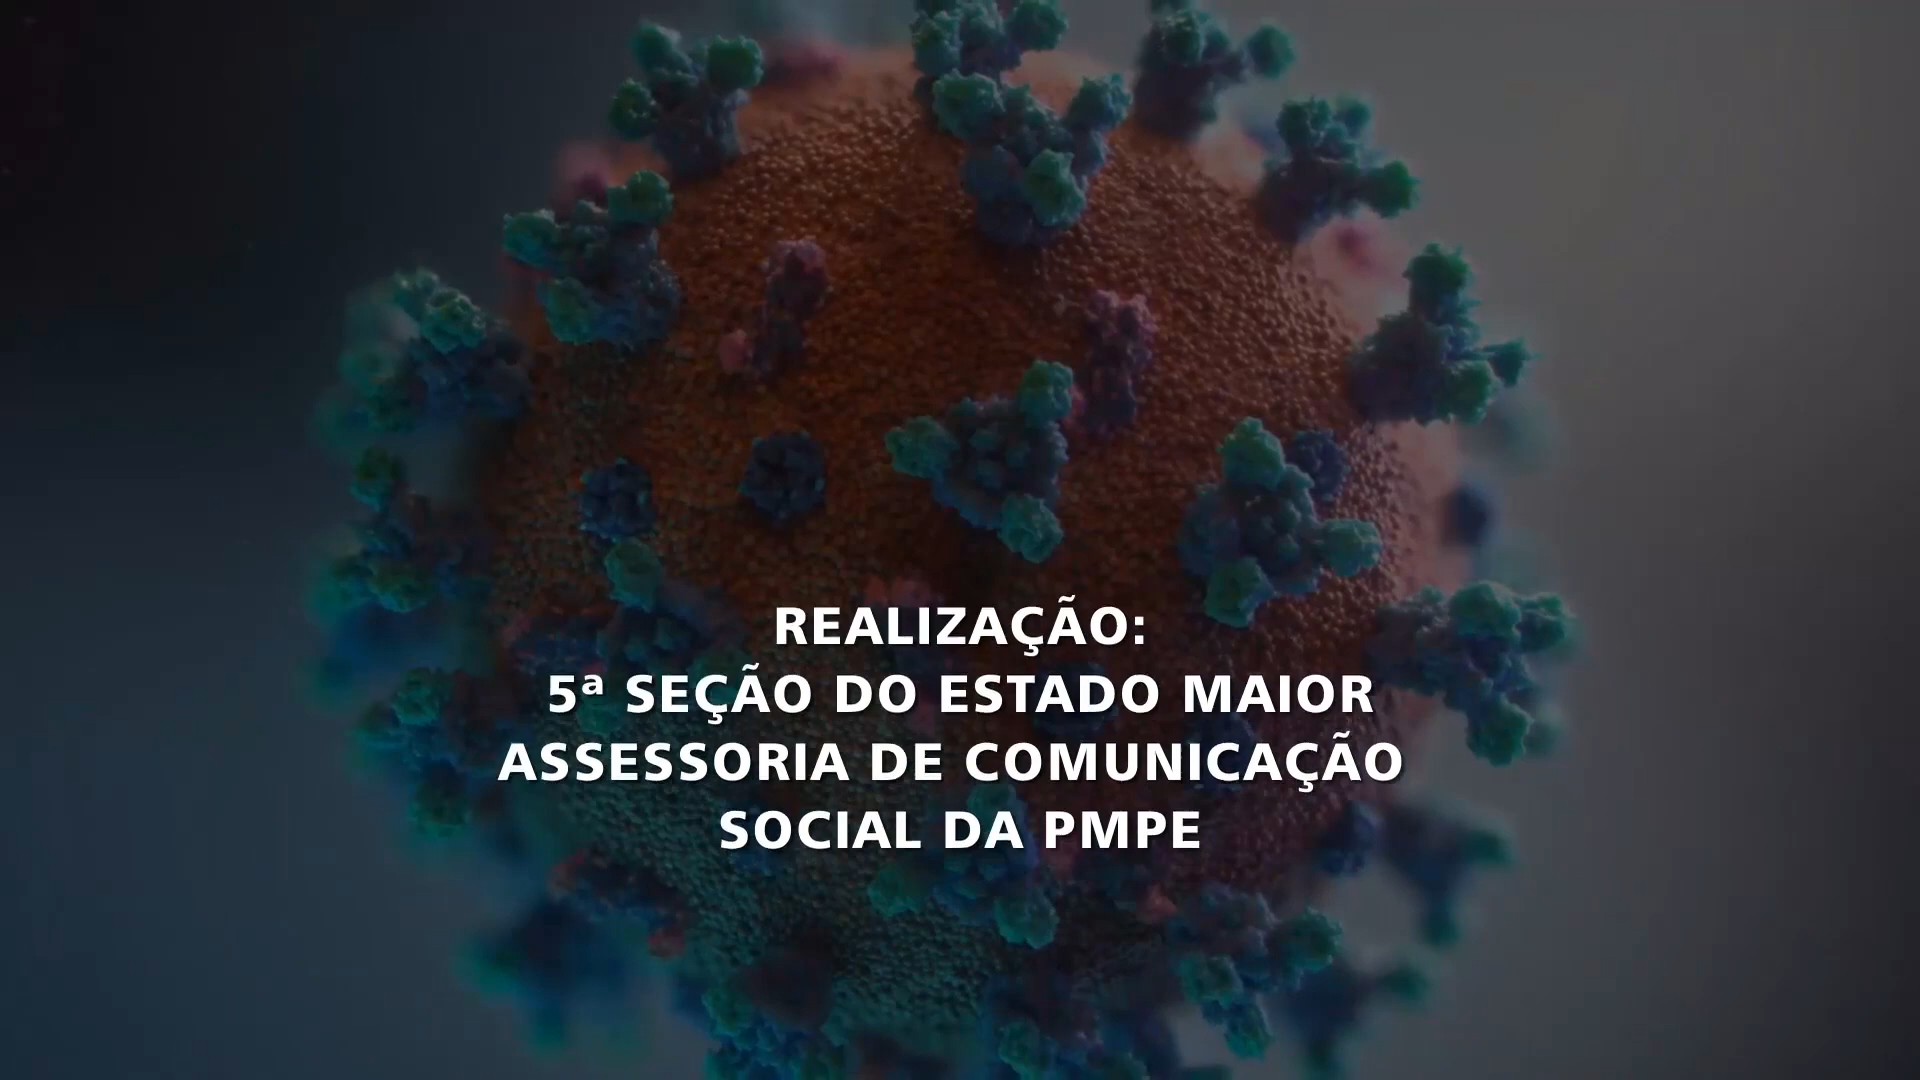 REALIZAÇÃO:
5ª SEÇÃO DO ESTADO MAIOR
ASSESSORIA DE COMUNICAÇÃO
SOCIAL DA PMPE